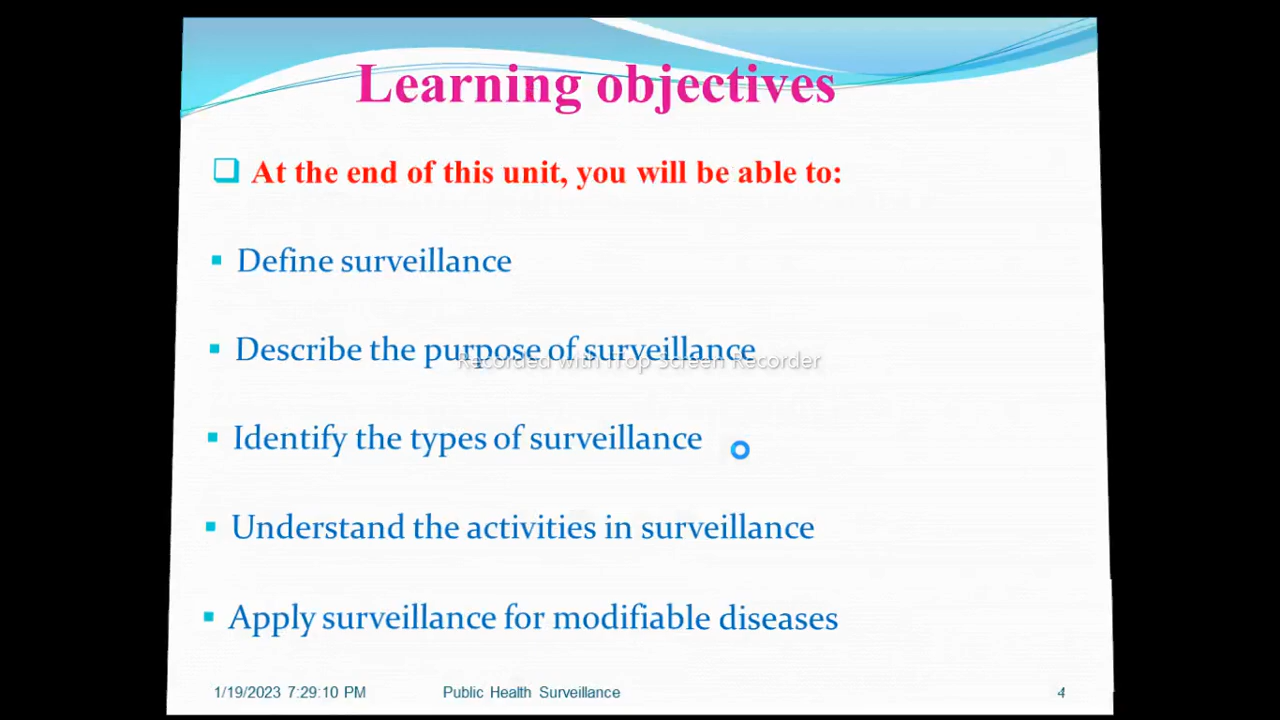 Learning objectives
❑ At the end of this unit, you will be able to:
▪ Define surveillance
▪ Describe the purpose of surveillance
Recorded with iTop Screen Recorder
▪ Identify the types of surveillance
▪ Understand the activities in surveillance
▪ Apply surveillance for modifiable diseases
1/19/2023 7:29:10 PM Public Health Surveillance 4